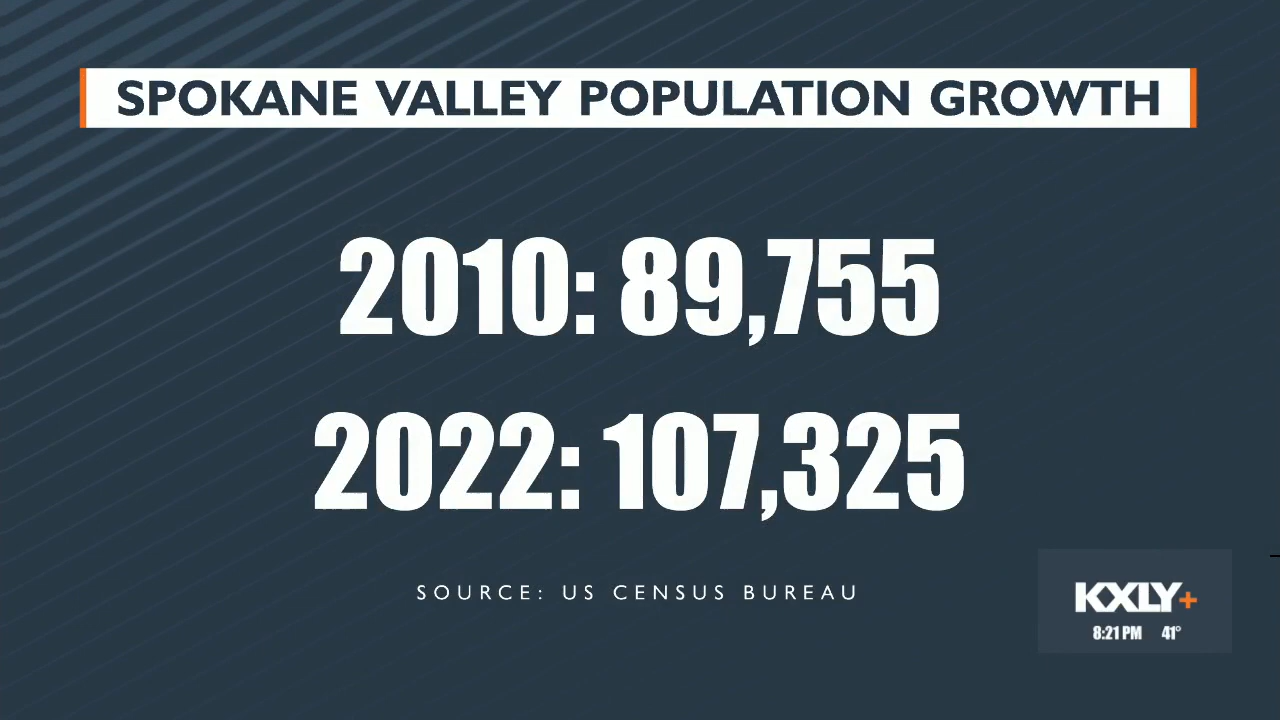 SPOKANE VALLEY POPULATION GROWTH
2010: 89,755
2022: 107,325
SOURCE: US CENSUS BUREAU
KXLY+
8:21 PM 41°